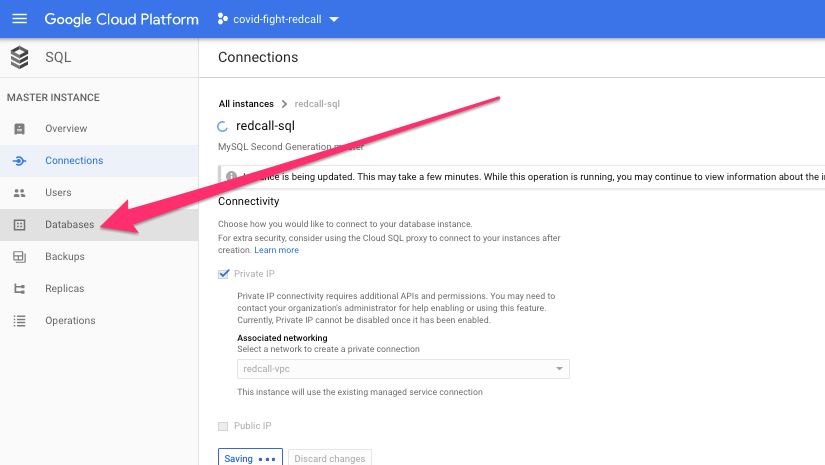 Google Cloud Platform covid-fight-redcall
SQL
Connections
MASTER INSTANCE
Overview
Connections
Users
Databases
Backups
Replicas
Operations
All instances redcall-sql
redcall-sql
MySQL Second Generation
is being updated. This may take a few minutes. While this operation is running, you may continue to view information about the
Connectivity
Choose how you would like to connect to your database instance.
For extra security, consider using the Cloud SQL proxy to connect to your instances after
creation. Learn more
Private IP
Private IP connectivity requires additional APIs and permissions. You may need to
contact your organization's administrator for help enabling or using this feature.
Currently, Private IP cannot be disabled once it has been enabled.
Associated networking
Select a network to create a private connection
redcall-vpc
This instance will use the existing managed service connection
Public IP
Saving
Discard changes